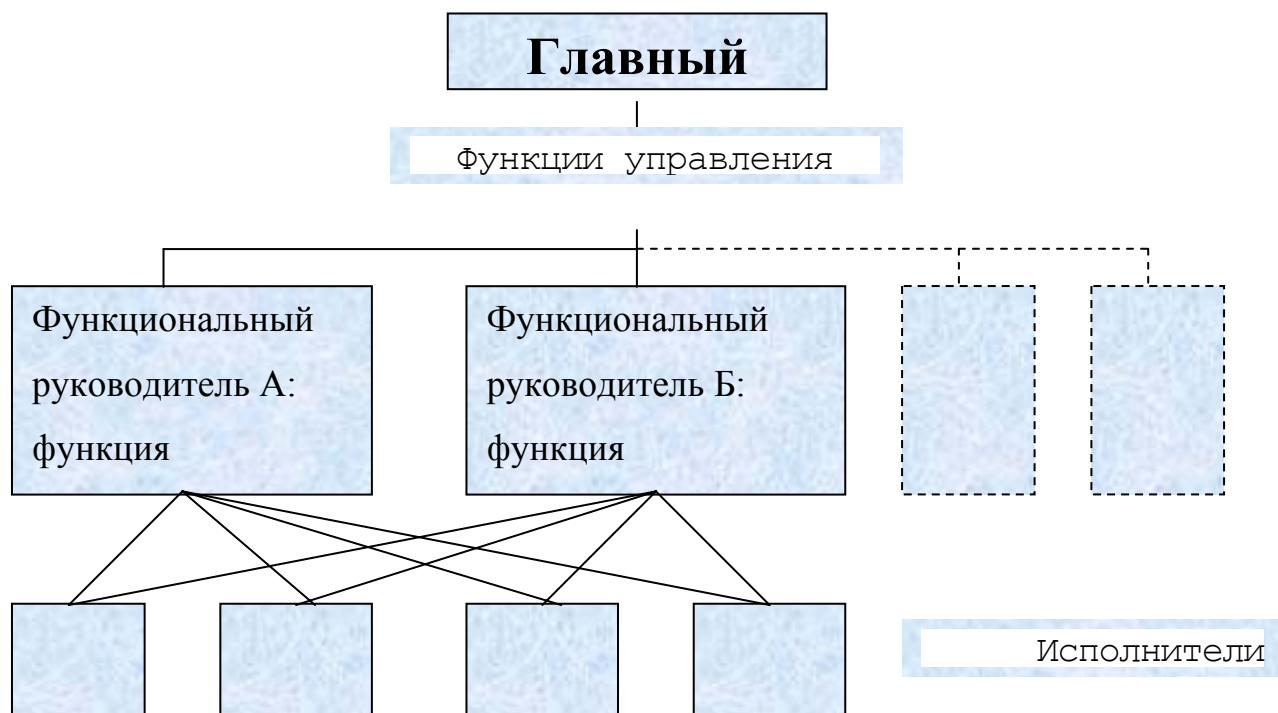 Главный
Функции управления
Функциональный
руководитель А:
функция
Функциональный
руководитель Б:
функция
Исполнители